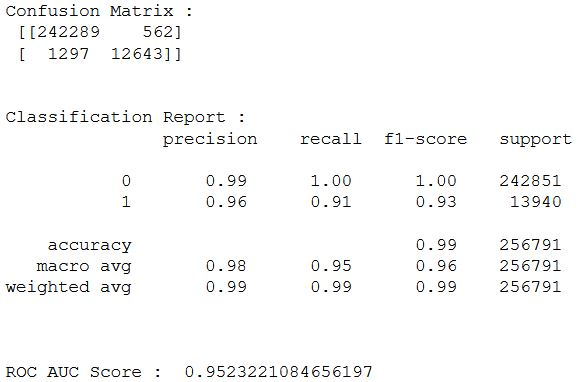 Confusion Matrix :
[[242289    562]
[  1297  12643]]
Classification Report :
precision    recall  f1-score   support
0       0.99      1.00      1.00    242851
1       0.96      0.91      0.93     13940
accuracy                           0.99    256791
macro avg       0.98      0.95      0.96    256791
weighted avg       0.99      0.99      0.99    256791
ROC AUC Score :  0.9523221084656197